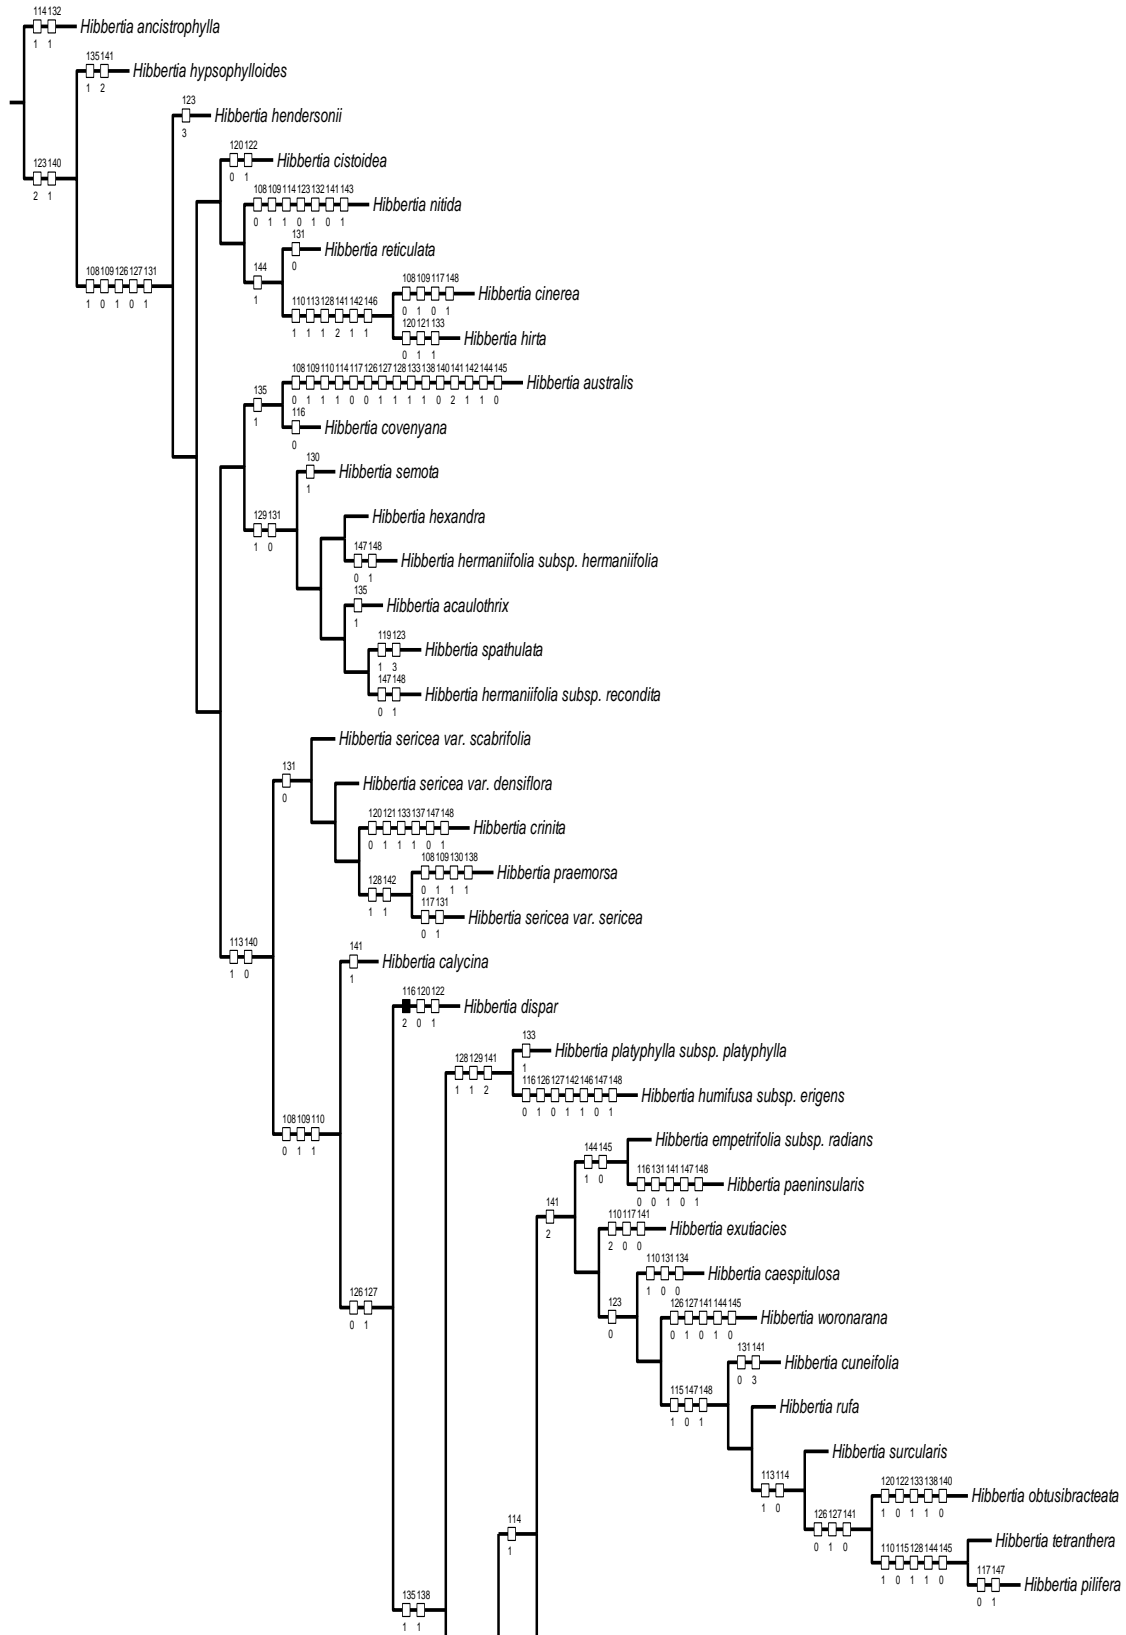 114 132
Hibbertia ancistrophylla
1 1
135 141
Hibbertia hypsophylloides
1 2
123
Hibbertia hendersonii
3
120 122
Hibbertia cistoidea
123 140
0 1
2 1
108 109 114 123 132 141 143
Hibbertia nitida
0 1 1 0 1 0 1
131
Hibbertia reticulata
0
144
1
108 109 126 127 131
1 0 1 0 1
108 109 117 148
Hibbertia cinerea
0 1 0 1
110 113 128 141 142 146
1 1 1 2 1 1
120 121 133
Hibbertia hirta
0 1 1
108 109 110 114 117 126 127 128 133 138 140 141 142 144 145
Hibbertia australis
0 1 1 1 0 0 1 1 1 1 0 2 1 1 0
135
1
116
Hibbertia covenyana
0
130
Hibbertia semota
1
129 131
1 0
Hibbertia hexandra
147 148
Hibbertia hermaniifolia subsp. hermaniifolia
0 1
135
Hibbertia acaulothrix
1
119 123
Hibbertia spathulata
1 3
147 148
Hibbertia hermaniifolia subsp. recondita
0 1
Hibbertia sericea var. scabrifolia
131
0
Hibbertia sericea var. densiflora
120 121 133 137 147 148
Hibbertia crinita
0 1 1 1 0 1
108 109 130 138
Hibbertia praemorsa
0 1 1 1
128 142
1 1
117 131
Hibbertia sericea var. sericea
0 1
113 140
1 0
141
Hibbertia calycina
1
116 120 122
Hibbertia dispar
2 0 1
133
Hibbertia platyphylla subsp. platyphylla
1
128 129 141
1 1 2
116 126 127 142 146 147 148
Hibbertia humifusa subsp. erigens
0 1 0 1 1 0 1
108 109 110
0 1 1
Hibbertia empetrifolia subsp. radians
144 145
1 0
116 131 141 147 148
Hibbertia paeninsularis
0 0 1 0 1
141
2
110 117 141
Hibbertia exutiacies
2 0 0
110 131 134
Hibbertia caespitulosa
1 0 0
126 127
0 1
123
0
126 127 141 144 145
Hibbertia woronarana
0 1 0 1 0
131 141
Hibbertia cuneifolia
0 3
115 147 148
1 0 1
Hibbertia rufa
Hibbertia surcularis
113 114
1 0
120 122 133 138 140
Hibbertia obtusibracteata
1 0 1 1 0
126 127 141
0 1 0
114
1
Hibbertia tetranthera
110 115 128 144 145
1 0 1 1 0
117 147
Hibbertia pilifera
0 1
135 138
1 1